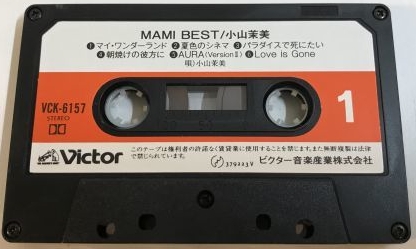 MAMI BEST/小山茉美
❶マイ・ワンダーランド ❷夏色のシネマ ❸パラダイスで死にたい
❹朝焼けの彼方に ❺AURA(VersionⅡ) ❻Love is Gone
唄)小山茉美
VCK-6157
STEREO
1
Victor
このテープは権利者の許諾なく賃貸業に使用することを禁じます。また無断複製は法律
で禁じられています。
379223V ビクター音楽産業株式会社